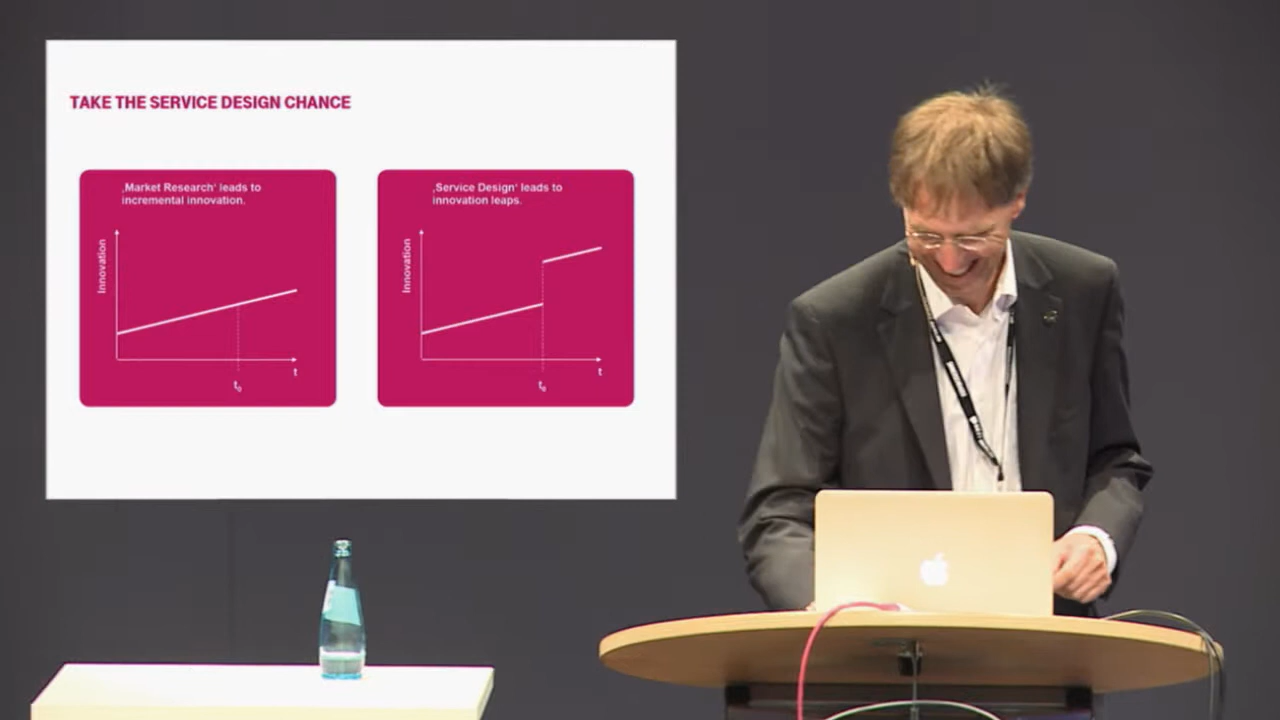 TAKE THE SERVICE DESIGN CHANCE
‚Market Research‘ leads to
incremental innovation.
Innovation
t
t₀
‚Service Design‘ leads to
innovation leaps.
Innovation
t
t₀